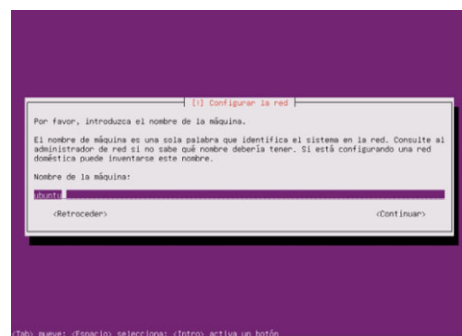 [!] Configurar la red
Por favor, introduzca el nombre de la máquina.
El nombre de máquina es una sola palabra que identifica el sistema en la red. Consulte al
administrador de red si no sabe qué nombre debería tener. Si está configurando una red
doméstica puede inventarse este nombre.
Nombre de la máquina:
ubuntu
<Retroceder> <Continuar>
<Tab> mueve; <Espacio> selecciona; <Intro> activa un botón